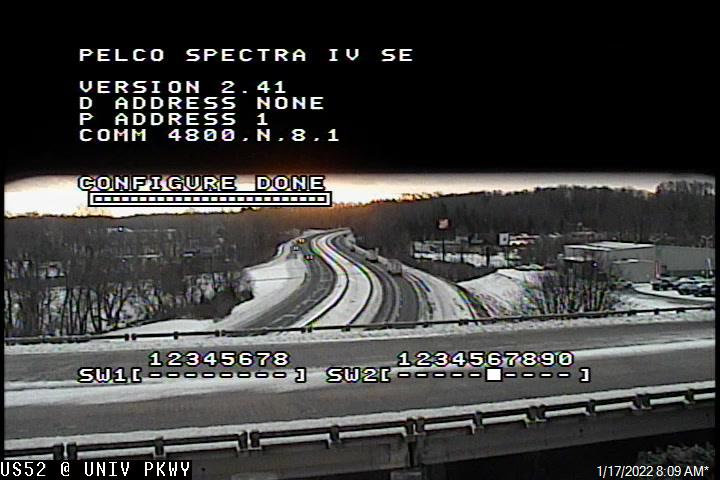 PELCO SPECTRA IV SE
VERSION 2.41
D ADDRESS NONE
P ADDRESS 1
COMM 4800,N,8,1
CONFIGURE DONE
12345678 1234567890
SW1[--------] SW2[-----■----]
US52 @ UNIV PKWY
1/17/2022 8:09 AM*